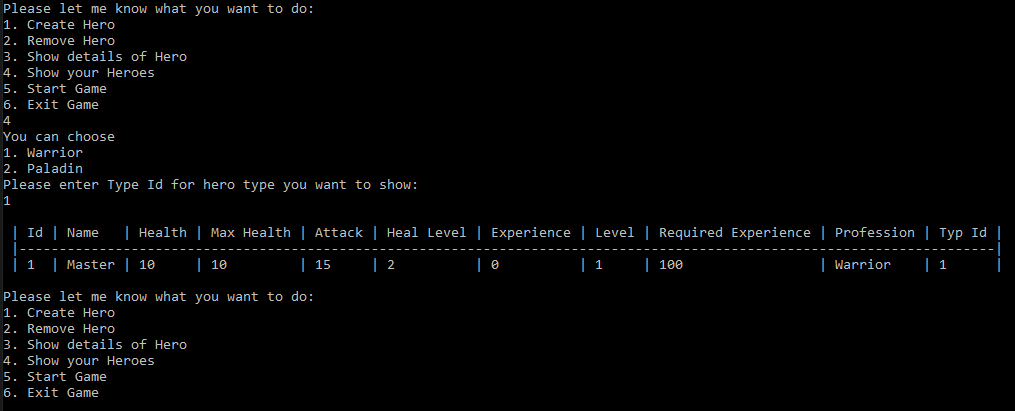 Please let me know what you want to do:
1. Create Hero
2. Remove Hero
3. Show details of Hero
4. Show your Heroes
5. Start Game
6. Exit Game
4
You can choose
1. Warrior
2. Paladin
Please enter Type Id for hero type you want to show:
1
| Id | Name   | Health | Max Health | Attack | Heal Level | Experience | Level | Required Experience | Profession | Typ Id |
|--------------------------------------------------------------------------------------------------------------------------|
| 1  | Master | 10     | 10         | 15     | 2          | 0          | 1     | 100                 | Warrior    | 1      |
Please let me know what you want to do:
1. Create Hero
2. Remove Hero
3. Show details of Hero
4. Show your Heroes
5. Start Game
6. Exit Game